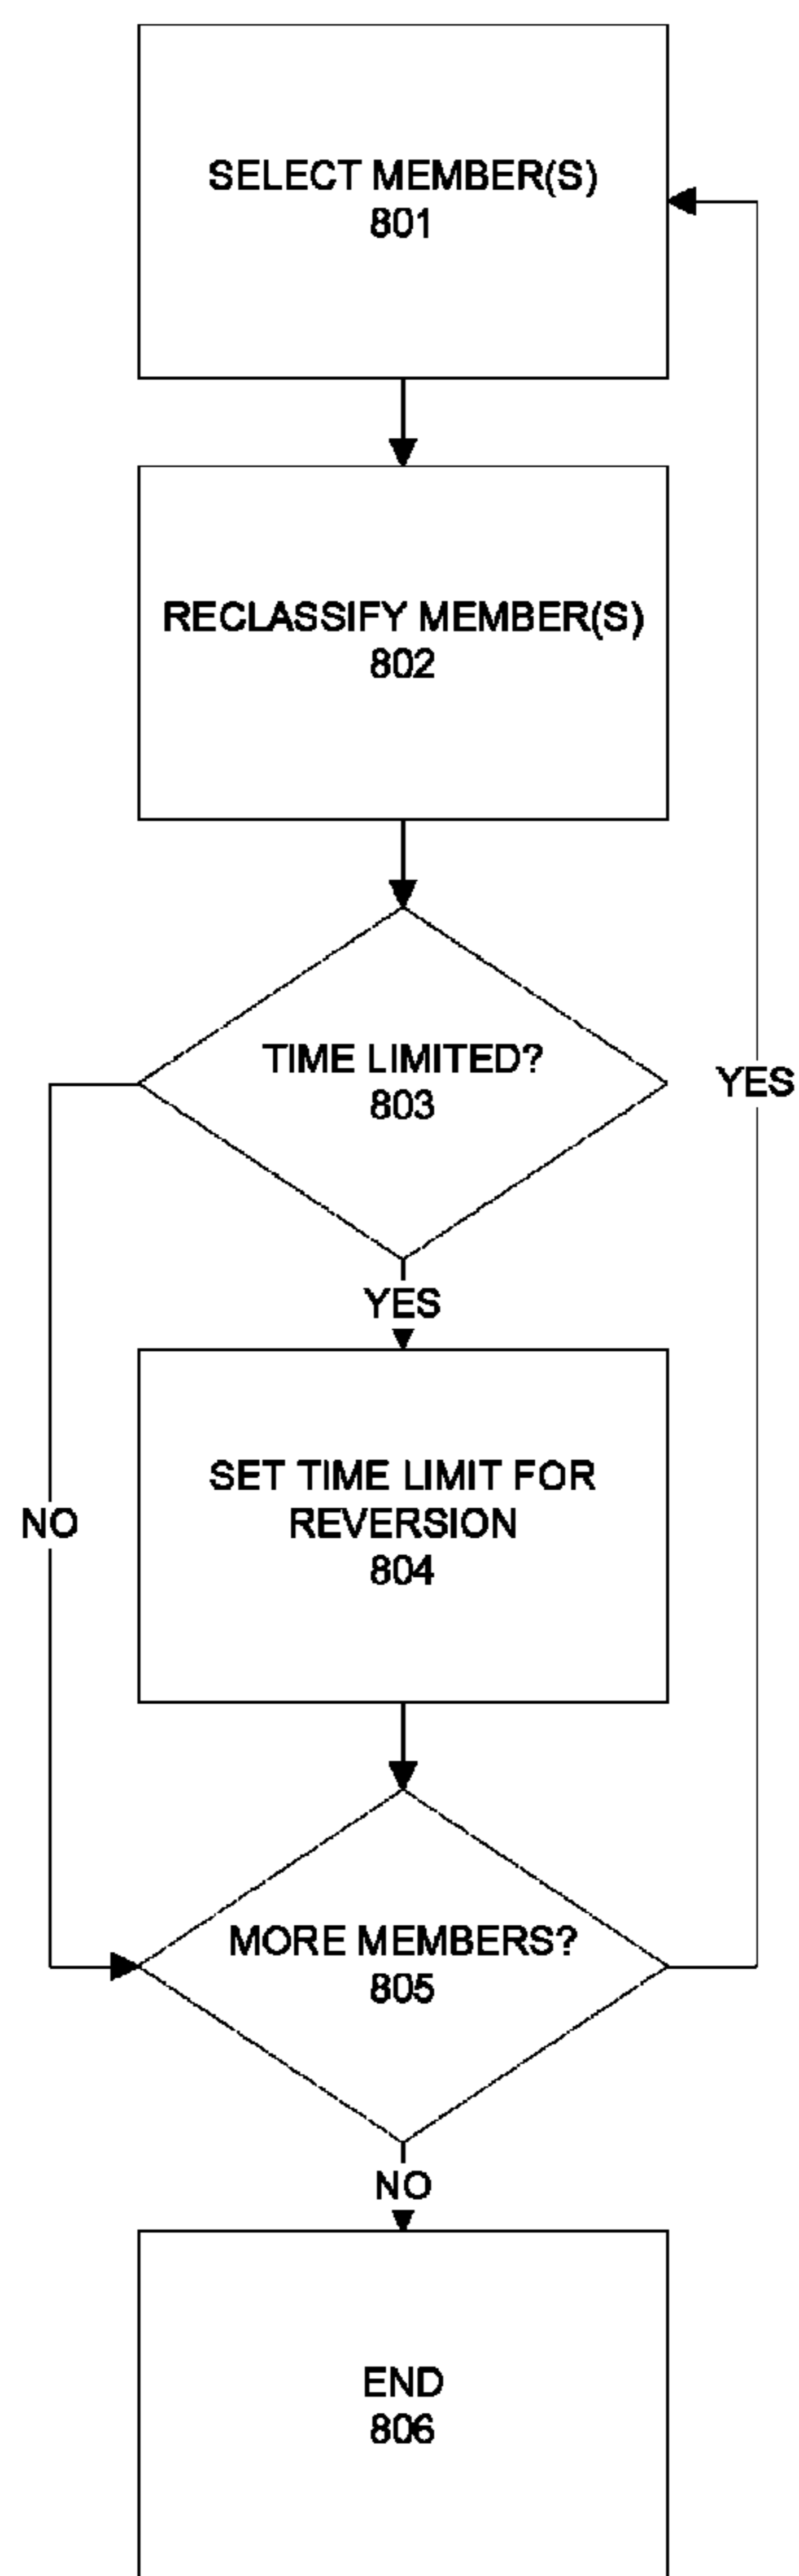 SELECT MEMBER(S)
801
RECLASSIFY MEMBER(S)
802
TIME LIMITED?
803
YES
YES
SET TIME LIMIT FOR
REVERSION
804
NO
MORE MEMBERS?
805
NO
END
806